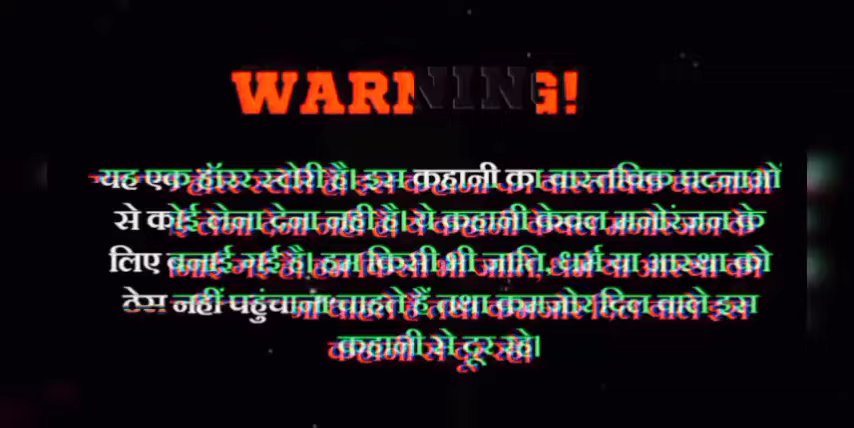 WARNING!
यह एक हॉरर स्टोरी है। इस कहानी का वास्तविक घटनाओं
से कोई लेना देना नही है। ये कहानी केवल मनोरंजन के
लिए बनाई गई है। हम किसी भी जाति, धर्म या आस्था को
ठेस नहीं पहुंचाना चाहते हैं तथा कमजोर दिल वाले इस
कहानी से दूर रहे।